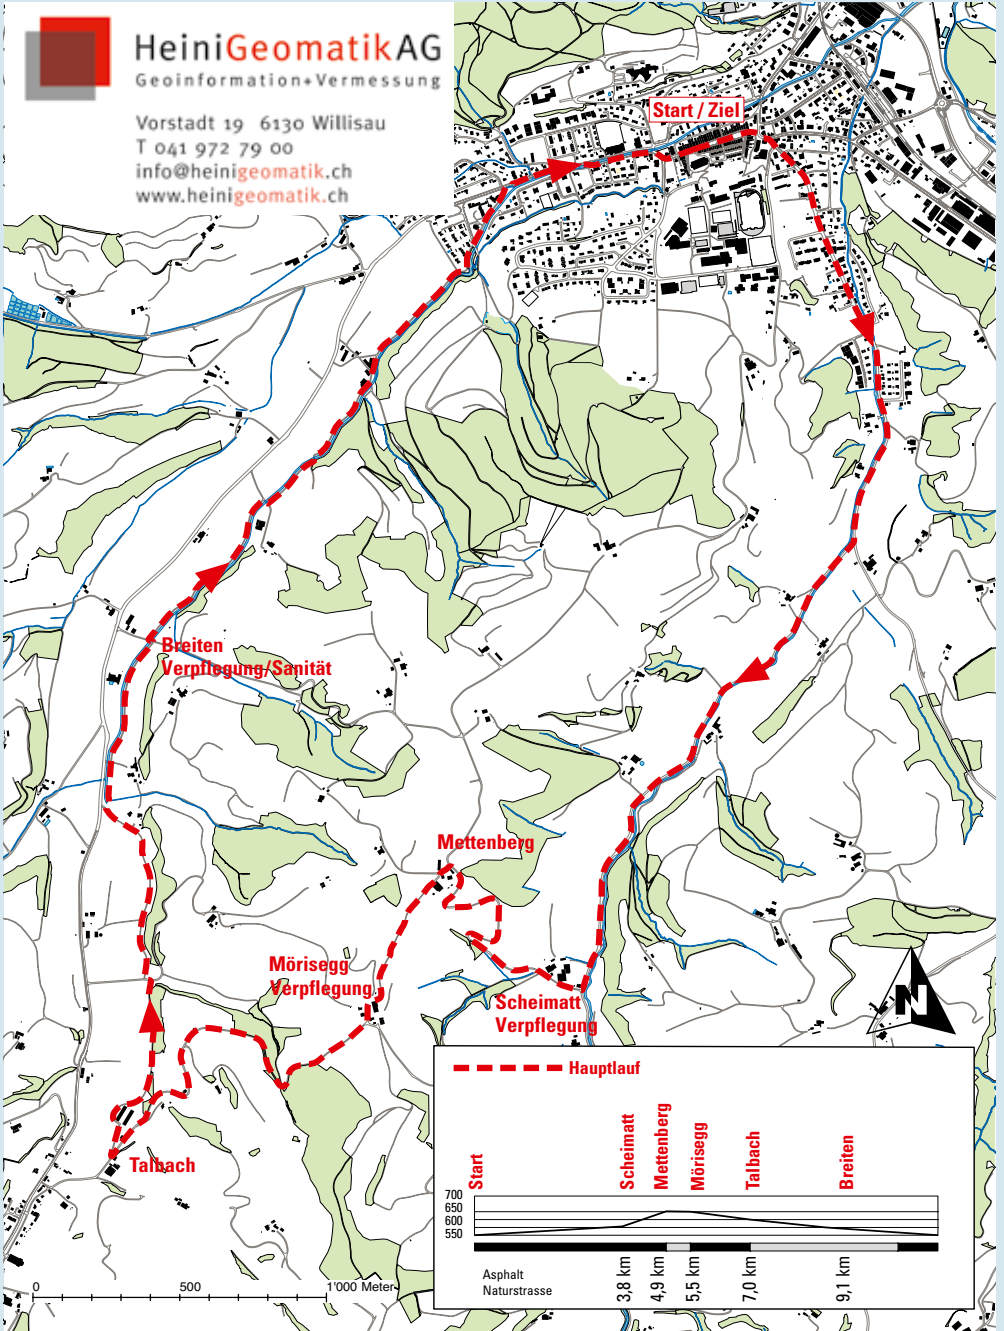 HeiniGeomatikAG
Geoinformation+Vermessung
Vorstadt 19 6130 Willisau
T 041 972 79 00
info@heinigeomatik.ch
www.heinigeomatik.ch
Start / Ziel
Breiten
Verpflegung/Sanität
Mettenberg
Mörisegg
Verpflegung
Scheimatt
Verpflegung
Talbach
N
Hauptlauf
Start
Scheimatt
Mettenberg
Mörisegg
Talbach
Breiten
700
650
600
550
Asphalt
Naturstrasse
3,8 km
4,9 km
5,5 km
7,0 km
9,1 km
0 500 1'000 Meter